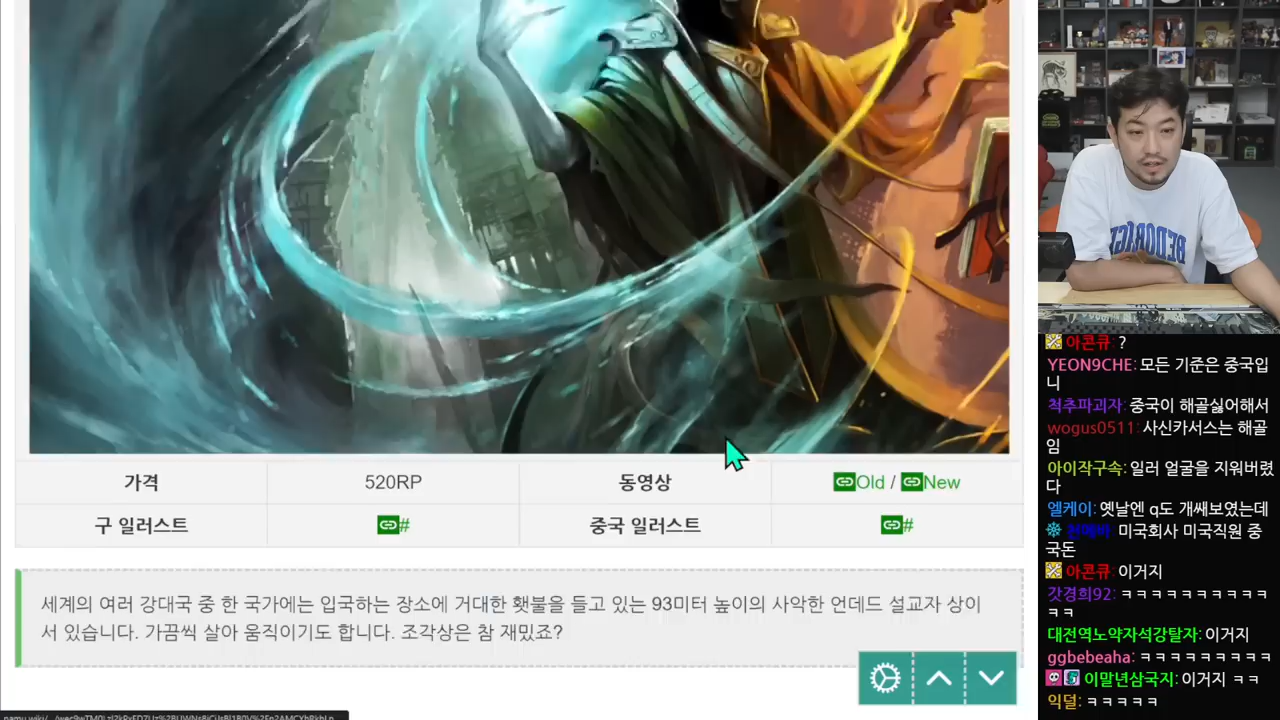 가격 520RP 동영상 Old / New
구 일러스트 # 중국 일러스트 #
세계의 여러 강대국 중 한 국가에는 입국하는 장소에 거대한 횃불을 들고 있는 93미터 높이의 사악한 언데드 설교자 상이
서 있습니다. 가끔씩 살아 움직이기도 합니다. 조각상은 참 재밌죠?
아콘큐: ?
YEON9CHE: 모든 기준은 중국입
니
척추파괴자: 중국이 해골싫어해서
wogus0511: 사신카서스는 해골
임
아이작구속: 일러 얼굴을 지워버렸
다
엘케이: 옛날엔 q도 개쌔보였는데
미국회사 미국직원 중
국돈
아콘큐: 이거지
갓경희92: ㅋㅋㅋㅋㅋㅋㅋㅋㅋㅋ
ㅋㅋ
대전역노약자석강탈자: 이거지
ggbebeaha: ㅋㅋㅋㅋㅋㅋㅋㅋㅋ
이말년삼국지: 이거지 ㅋㅋ
익덜: ㅋㅋㅋㅋㅋ